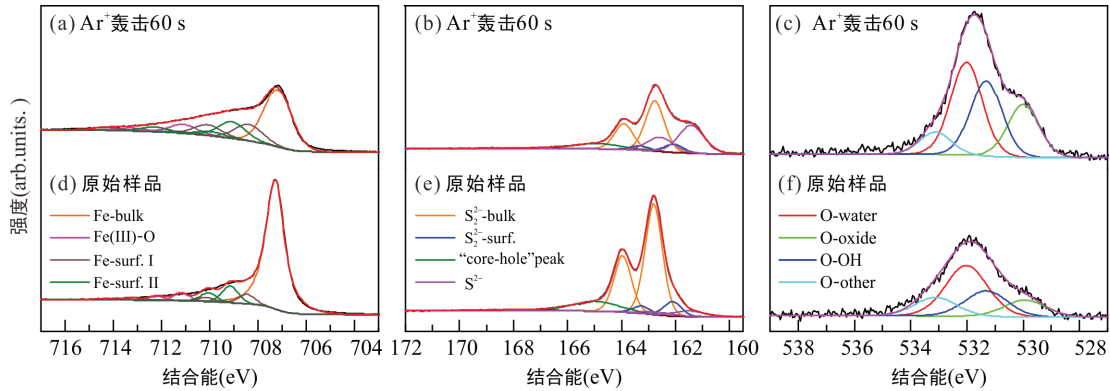 (a) Ar⁺轰击60 s
(b) Ar⁺轰击60 s
(c) Ar⁺轰击60 s
强度(arb.units.)
(d) 原始样品
Fe-bulk
Fe(III)-O
Fe-surf. I
Fe-surf. II
(e) 原始样品
S₂²⁻-bulk
S₂²⁻-surf.
“core-hole”peak
S²⁻
(f) 原始样品
O-water
O-oxide
O-OH
O-other
716 714 712 710 708 706 704
172 170 168 166 164 162 160
538 536 534 532 530 528
结合能(eV)
结合能(eV)
结合能(eV)